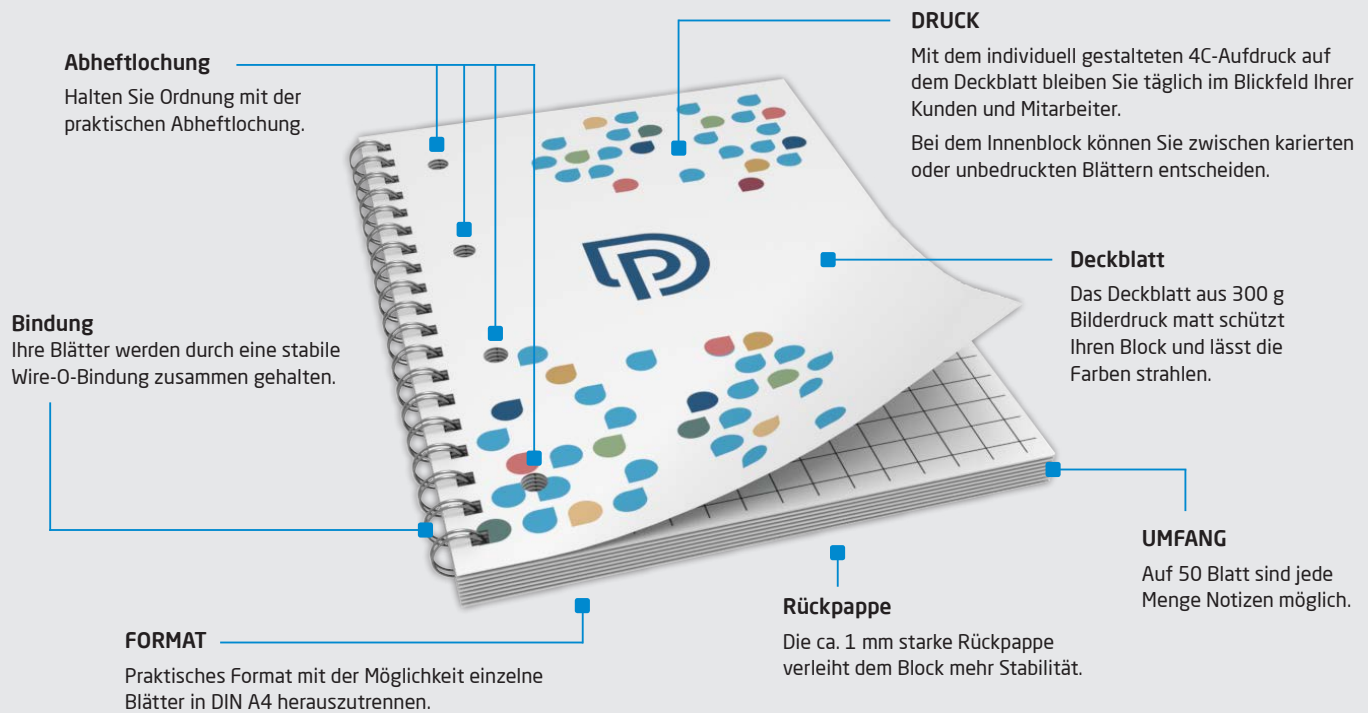 Abheftlochung
Halten Sie Ordnung mit der
praktischen Abheftlochung.
DRUCK
Mit dem individuell gestalteten 4C-Aufdruck auf
dem Deckblatt bleiben Sie täglich im Blickfeld Ihrer
Kunden und Mitarbeiter.
Bei dem Innenblock können Sie zwischen karierten
oder unbedruckten Blättern entscheiden.
Bindung
Ihre Blätter werden durch eine stabile
Wire-O-Bindung zusammen gehalten.
Deckblatt
Das Deckblatt aus 300 g
Bilderdruck matt schützt
Ihren Block und lässt die
Farben strahlen.
FORMAT
Praktisches Format mit der Möglichkeit einzelne
Blätter in DIN A4 herauszutrennen.
Rückpappe
Die ca. 1 mm starke Rückpappe
verleiht dem Block mehr Stabilität.
UMFANG
Auf 50 Blatt sind jede
Menge Notizen möglich.